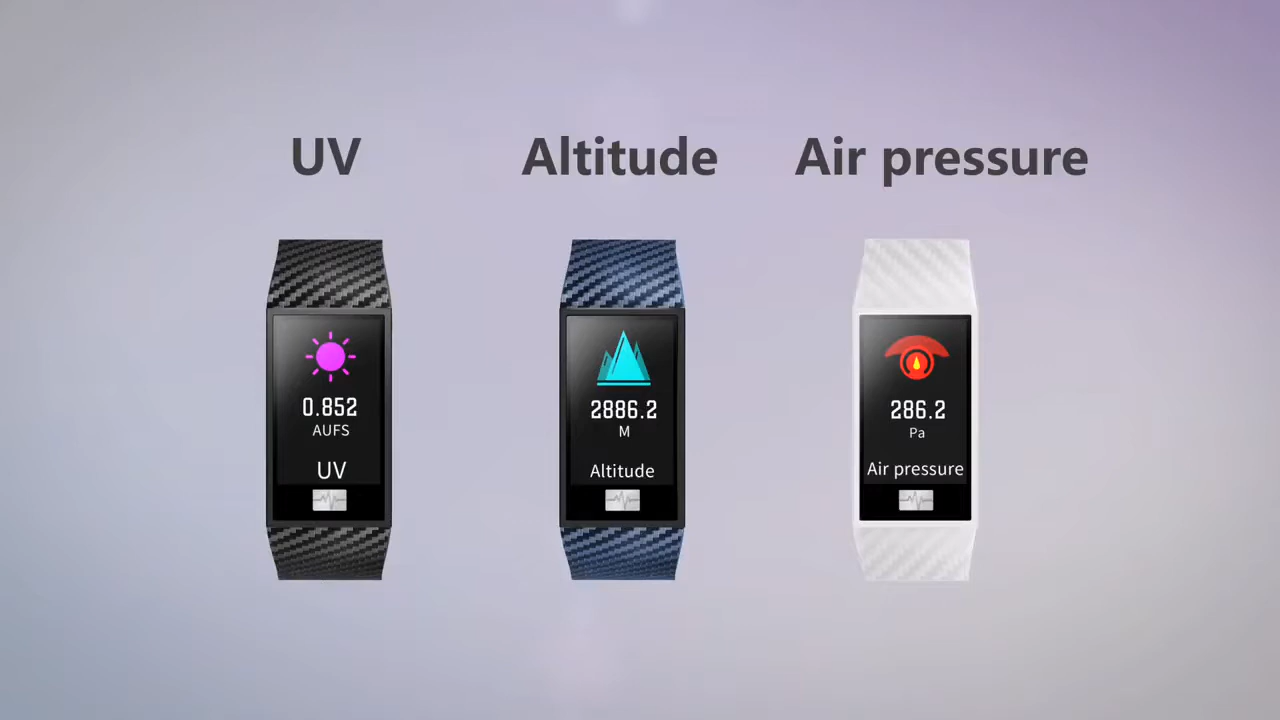 UV
Altitude
Air pressure
0.852
AUFS
UV
2886.2
M
Altitude
286.2
Pa
Air pressure